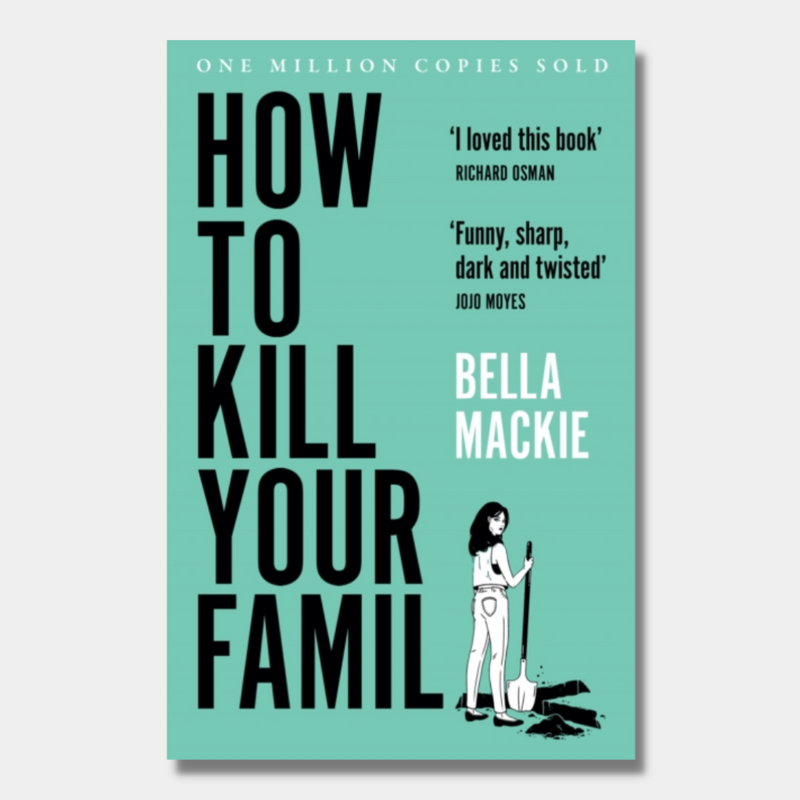 ONE MILLION COPIES SOLD
HOW
TO
KILL
YOUR
FAMIL
‘I loved this book’
RICHARD OSMAN
‘Funny, sharp,
dark and twisted’
JOJO MOYES
BELLA
MACKIE